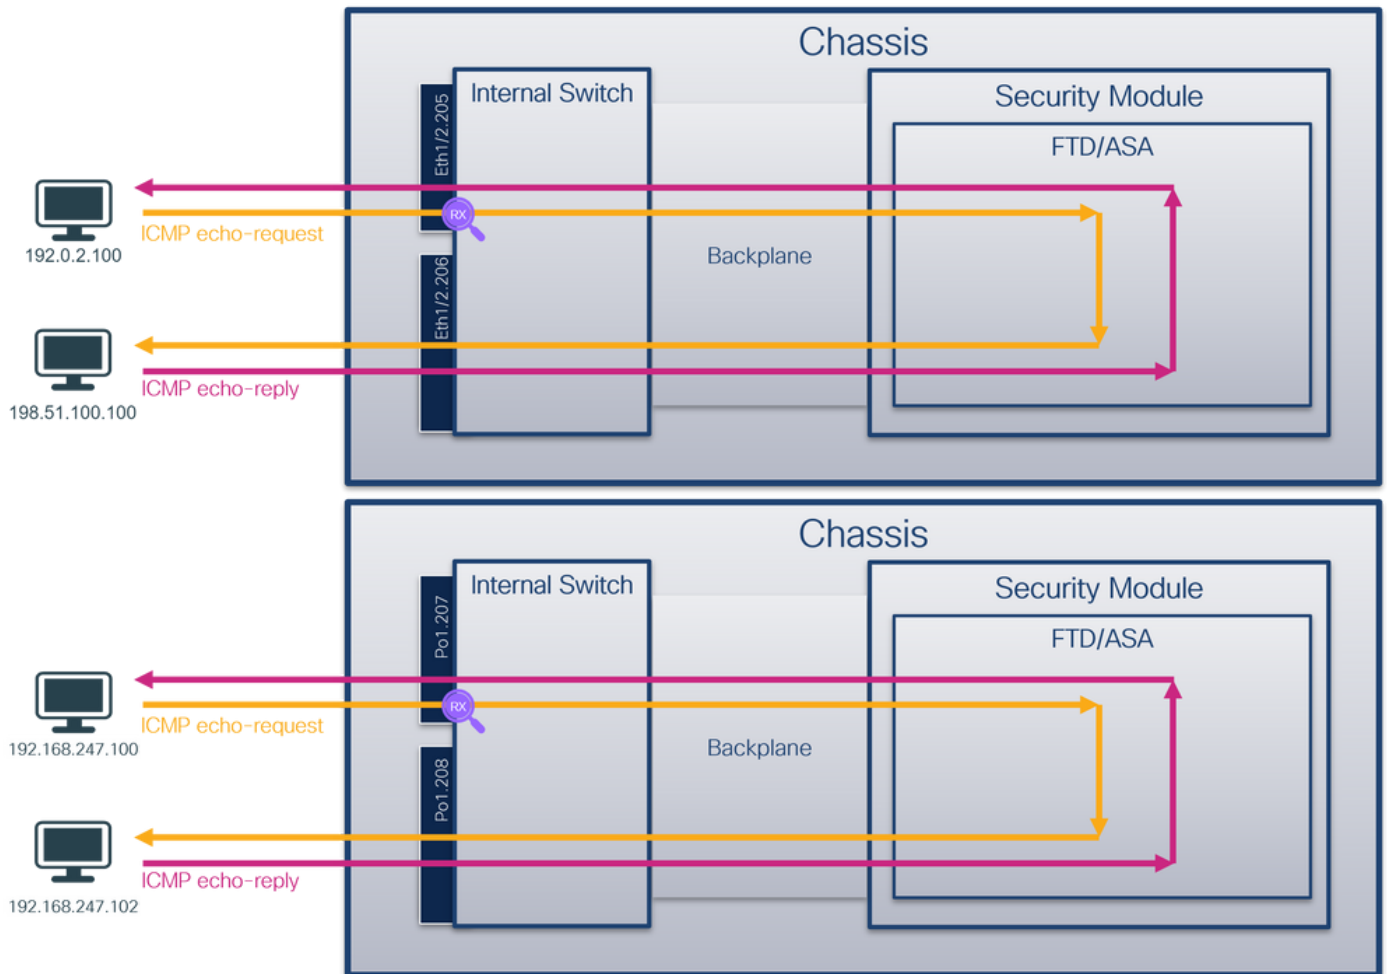 Chassis
Internal Switch
Security Module
FTD/ASA
Eth1/2.205
RX
ICMP echo-request
192.0.2.100
Backplane
Eth1/2.206
ICMP echo-reply
198.51.100.100
Chassis
Internal Switch
Security Module
FTD/ASA
Po1.207
RX
ICMP echo-request
192.168.247.100
Backplane
Po1.208
ICMP echo-reply
192.168.247.102